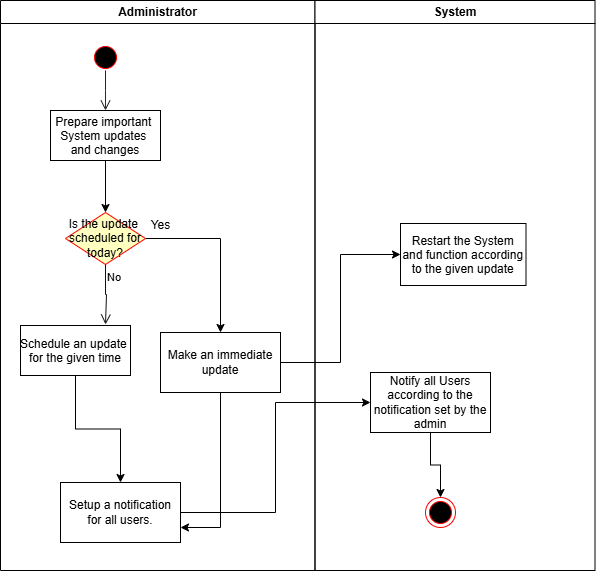 Administrator
System
Prepare important
System updates
and changes
Is the update
scheduled for
today?
Yes
No
Restart the System
and function according
to the given update
Schedule an update
for the given time
Make an immediate
update
Notify all Users
according to the
notification set by the
admin
Setup a notification
for all users.